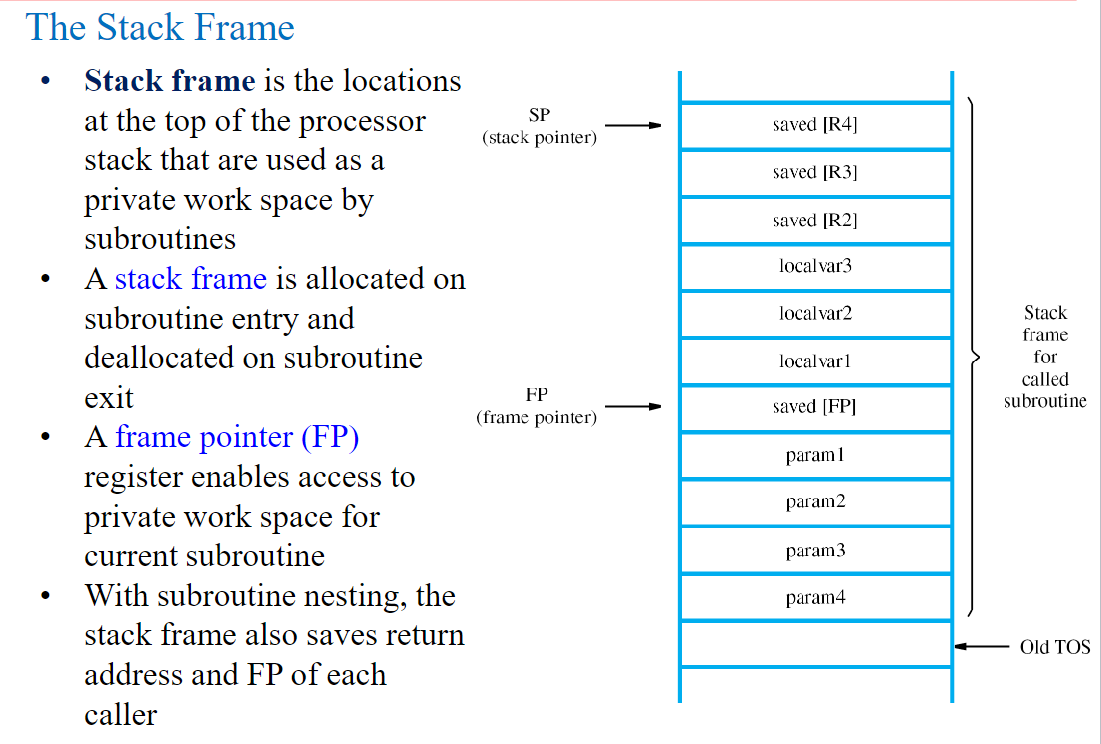 The Stack Frame
• Stack frame is the locations
at the top of the processor
stack that are used as a
private work space by
subroutines
• A stack frame is allocated on
subroutine entry and
deallocated on subroutine
exit
• A frame pointer (FP)
register enables access to
private work space for
current subroutine
• With subroutine nesting, the
stack frame also saves return
address and FP of each
caller
SP
(stack pointer)
FP
(frame pointer)
saved [R4]
saved [R3]
saved [R2]
localvar3
localvar2
localvar1
saved [FP]
param1
param2
param3
param4
Stack
frame
for
called
subroutine
Old TOS